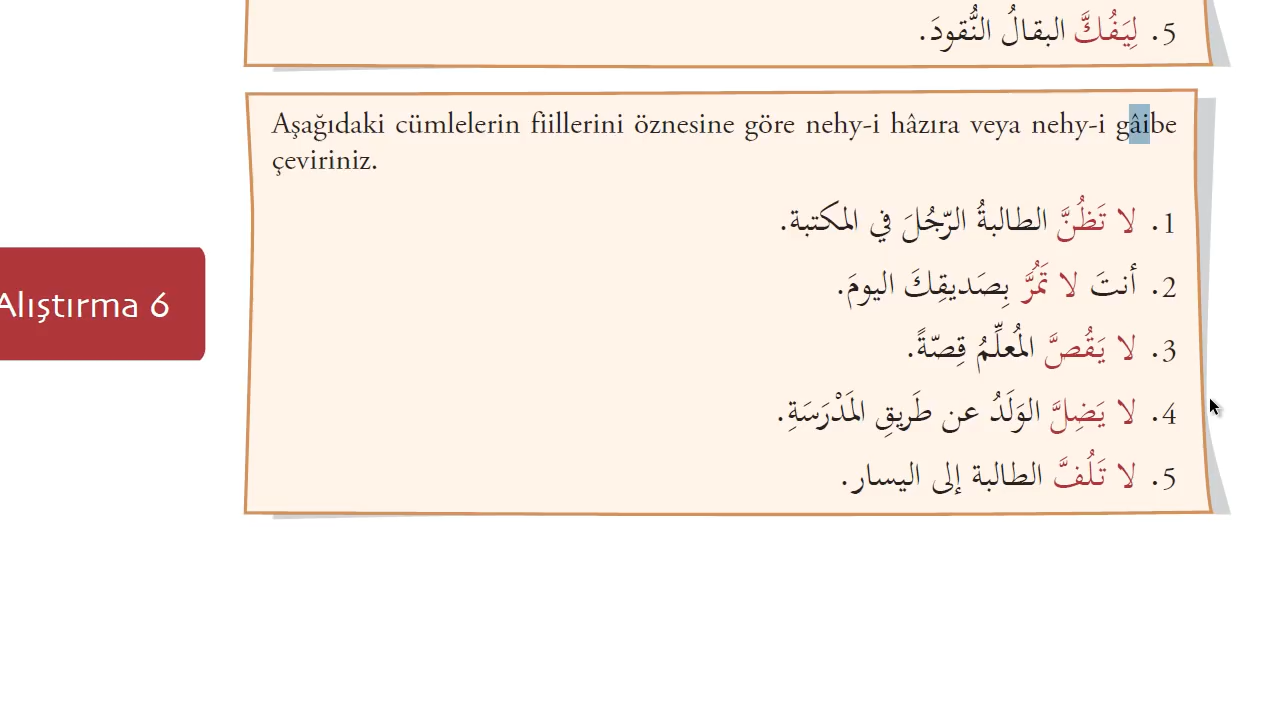 5. لِيَفُكَّ البقالُ النُّقودَ.
Aşağıdaki cümlelerin fiillerini öznesine göre nehy-i hâzıra veya nehy-i gâibe
çeviriniz.
1. لا تَظُنَّ الطالبةُ الرّجُلَ في المكتبة.
2. أنتَ لا تَمُرَّ بِصَديقِكَ اليومَ.
Alıştırma 6
3. لا يَقُصَّ المُعلِّمُ قِصّةً.
4. لا يَضِلَّ الوَلَدُ عن طَريقِ المَدْرَسَةِ.
5. لا تَلُفَّ الطالبة إلى اليسار.